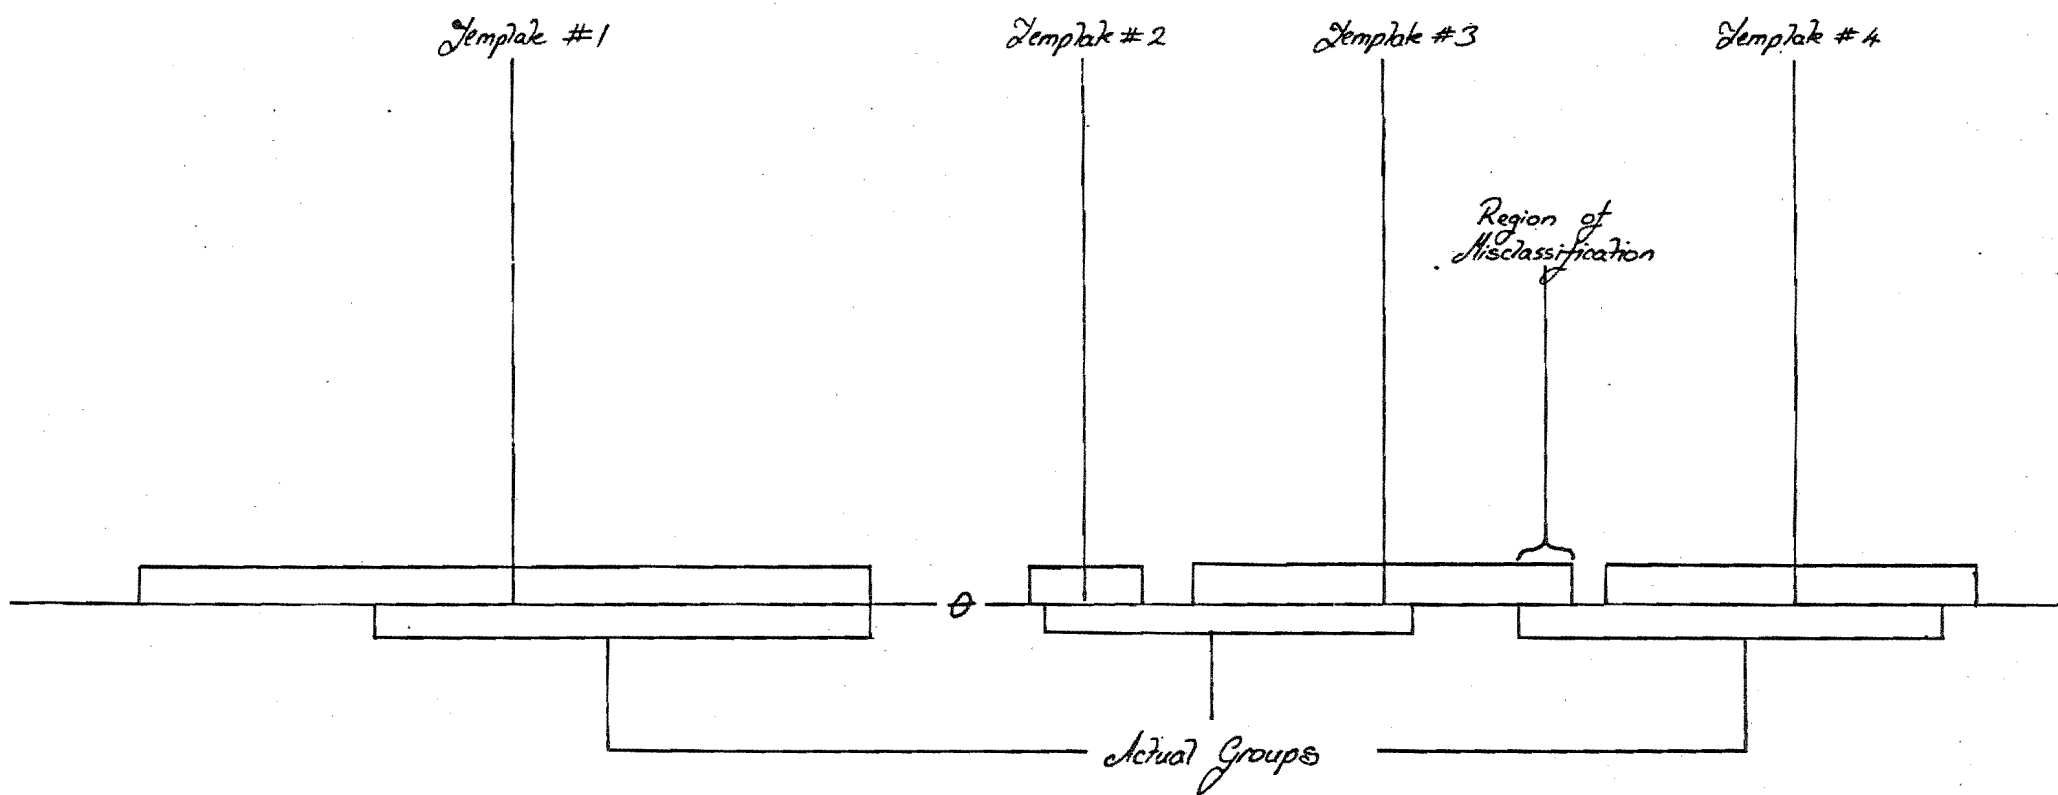 Template #1
Template #2
Template #3
Template #4
Region of
Misclassification
θ
Actual Groups